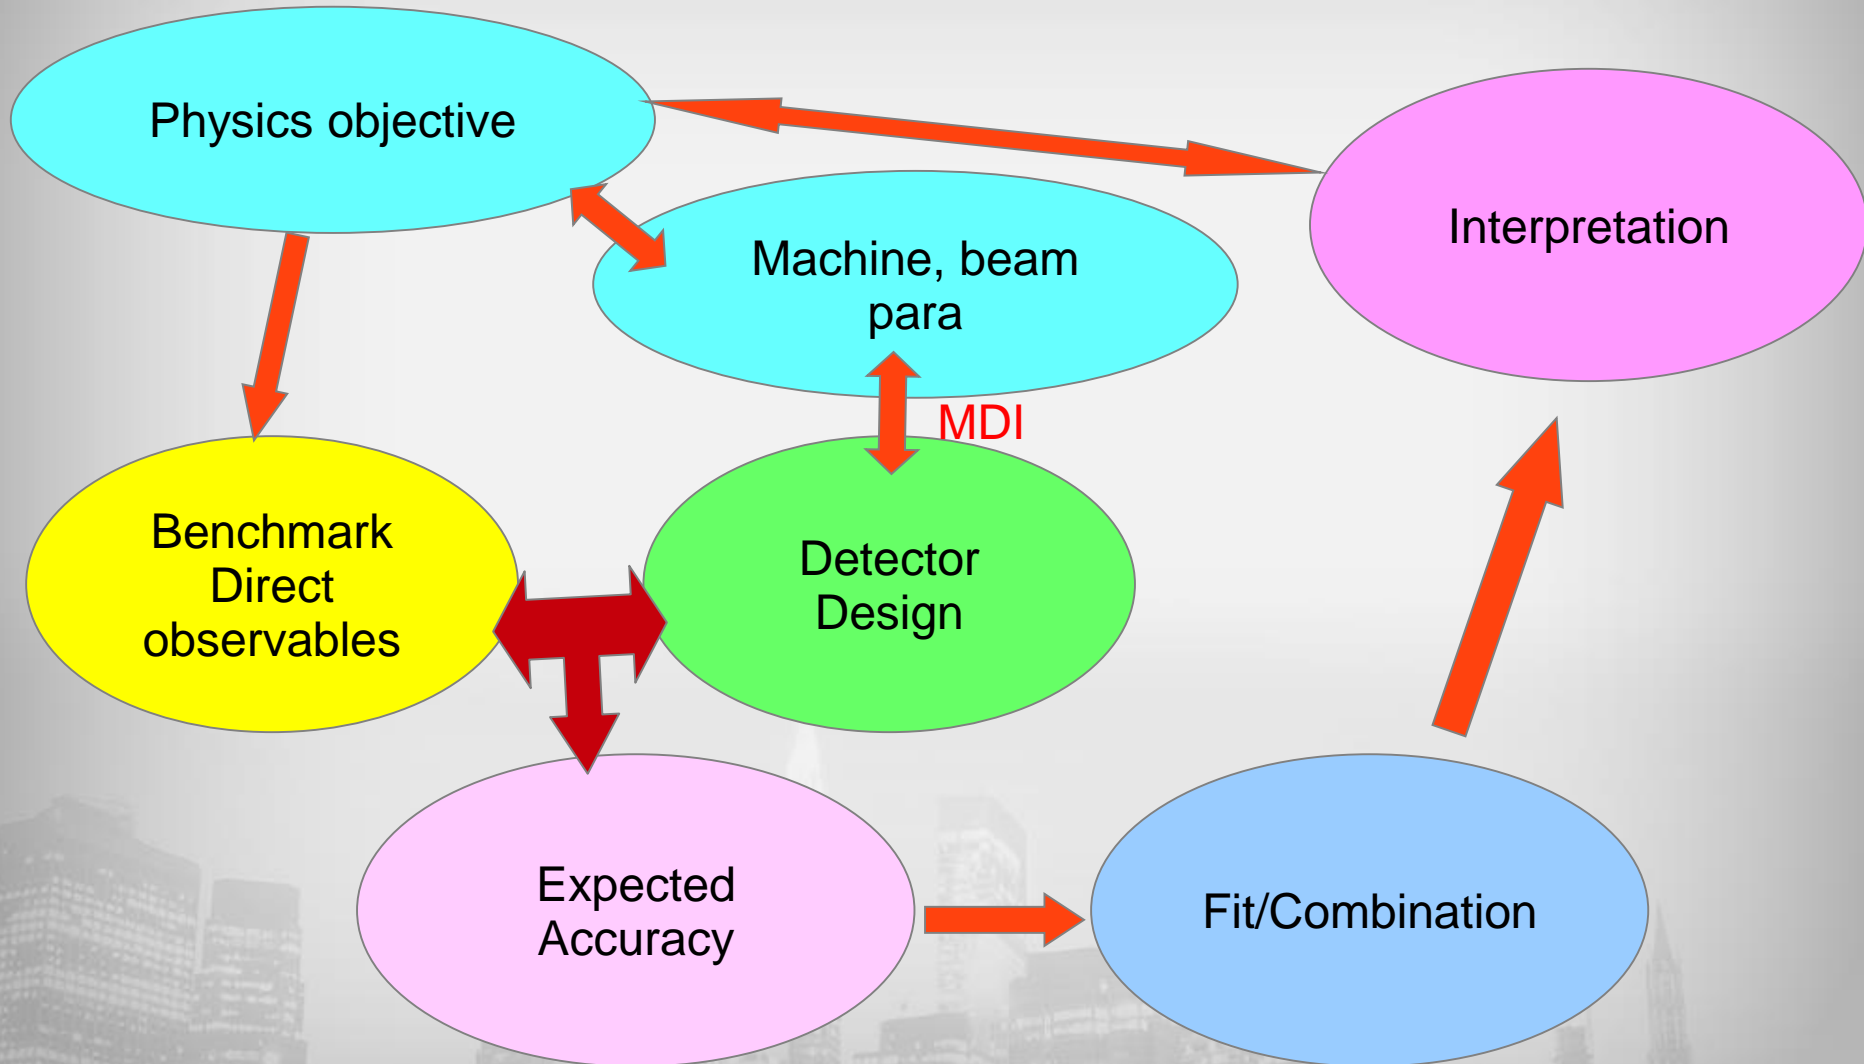 Physics objective
Interpretation
Machine, beam
para
MDI
Benchmark
Direct
observables
Detector
Design
Expected
Accuracy
Fit/Combination